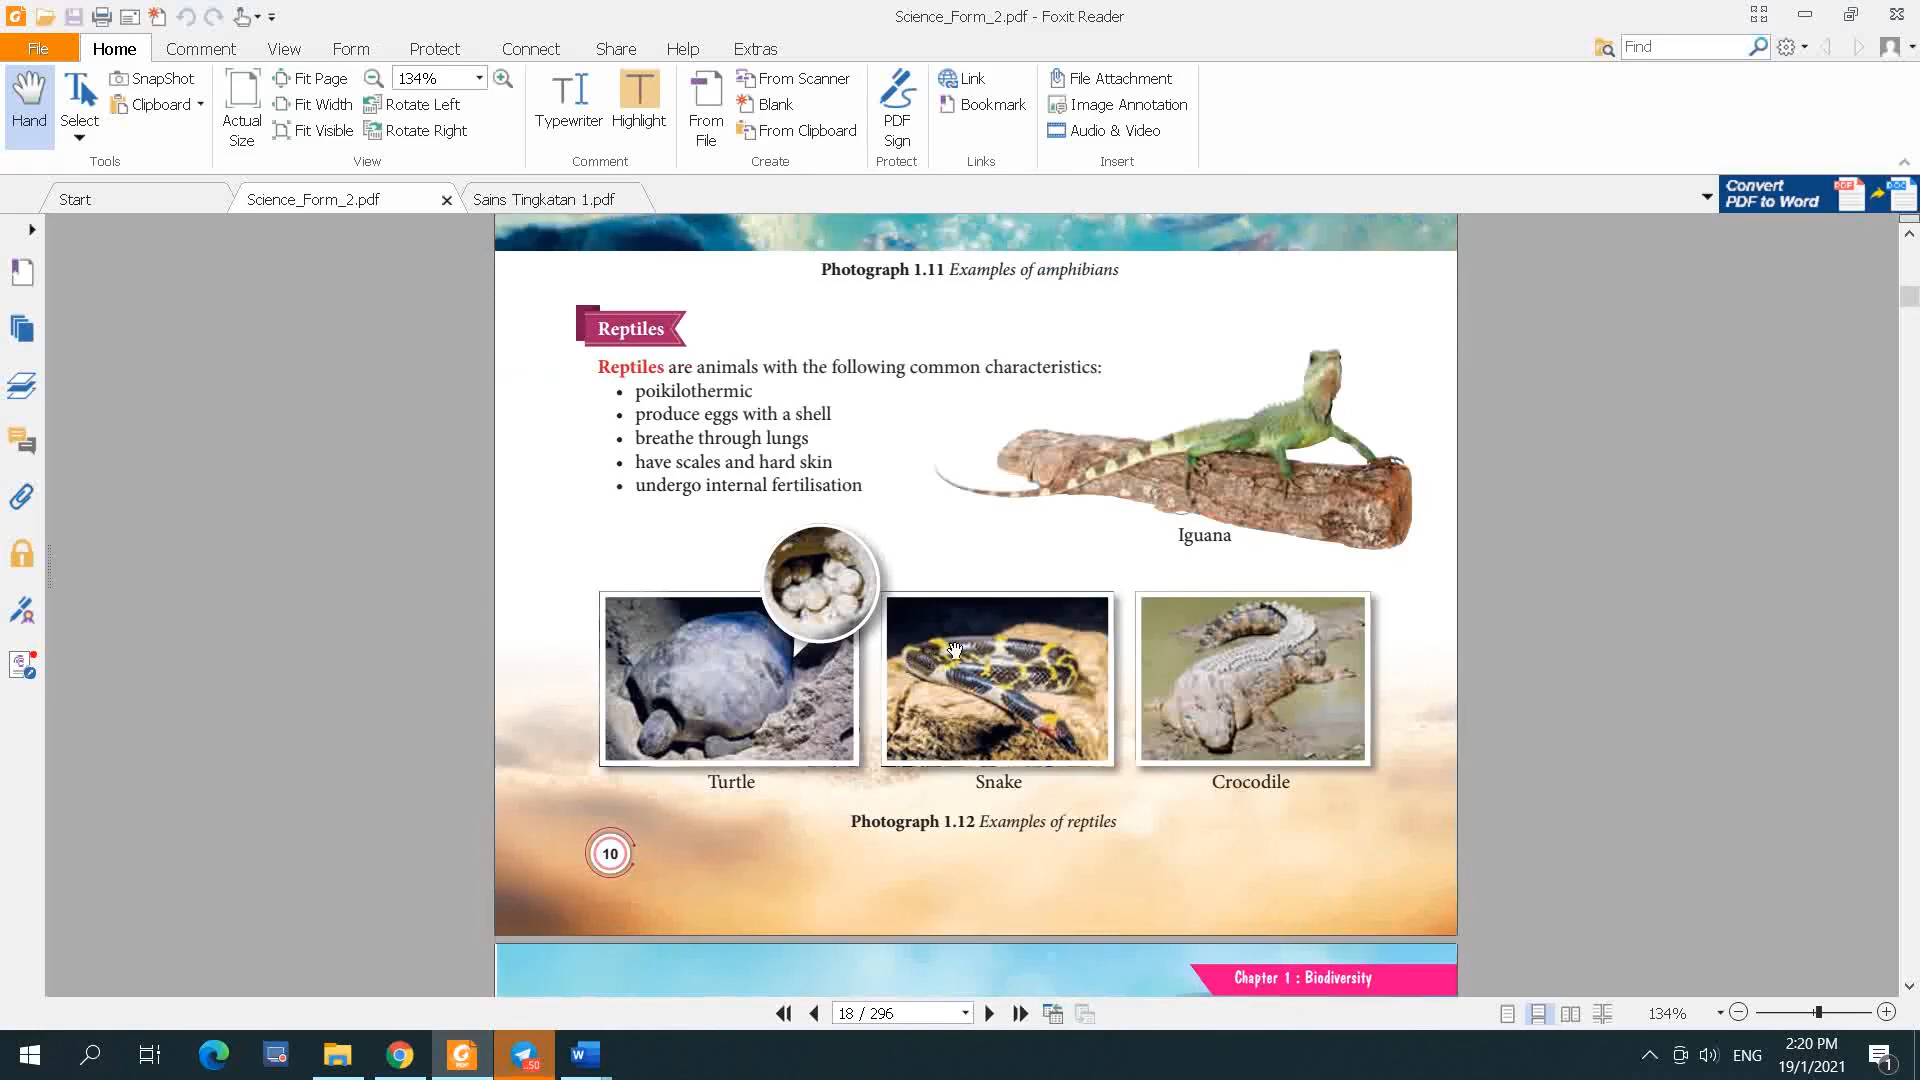 Science_Form_2.pdf - Foxit Reader
File Home Comment View Form Protect Connect Share Help Extras
Find
Hand
Select
SnapShot
Clipboard
Tools
Actual Size
Fit Page
Fit Width
Fit Visible
134%
Rotate Left
Rotate Right
View
Typewriter
Highlight
Comment
From File
From Scanner
Blank
From Clipboard
Create
PDF Sign
Protect
Link
Bookmark
Links
File Attachment
Image Annotation
Audio & Video
Insert
Start
Science_Form_2.pdf
Sains Tingkatan 1.pdf
Convert
PDF to Word
Photograph 1.11 Examples of amphibians
Reptiles
Reptiles are animals with the following common characteristics:
• poikilothermic
• produce eggs with a shell
• breathe through lungs
• have scales and hard skin
• undergo internal fertilisation
Iguana
Turtle
Snake
Crocodile
Photograph 1.12 Examples of reptiles
10
Chapter 1 : Biodiversity
18 / 296
134%
ENG
2:20 PM
19/1/2021
1